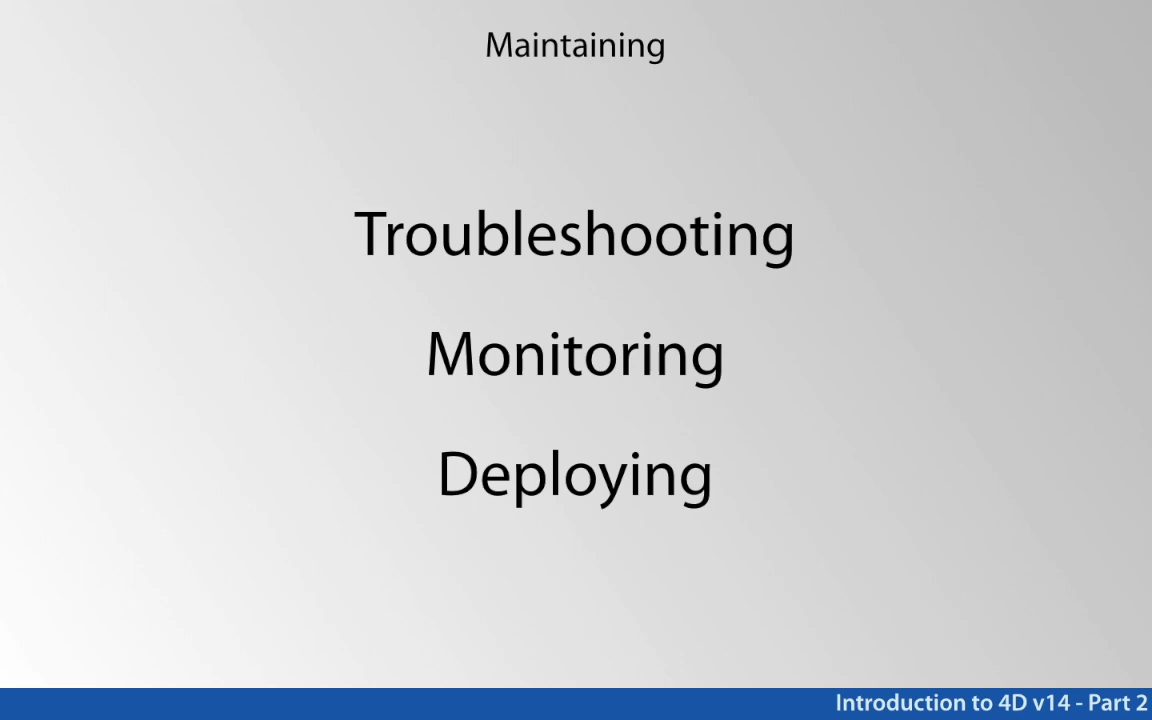 Maintaining
Troubleshooting
Monitoring
Deploying
Introduction to 4D v14 - Part 2